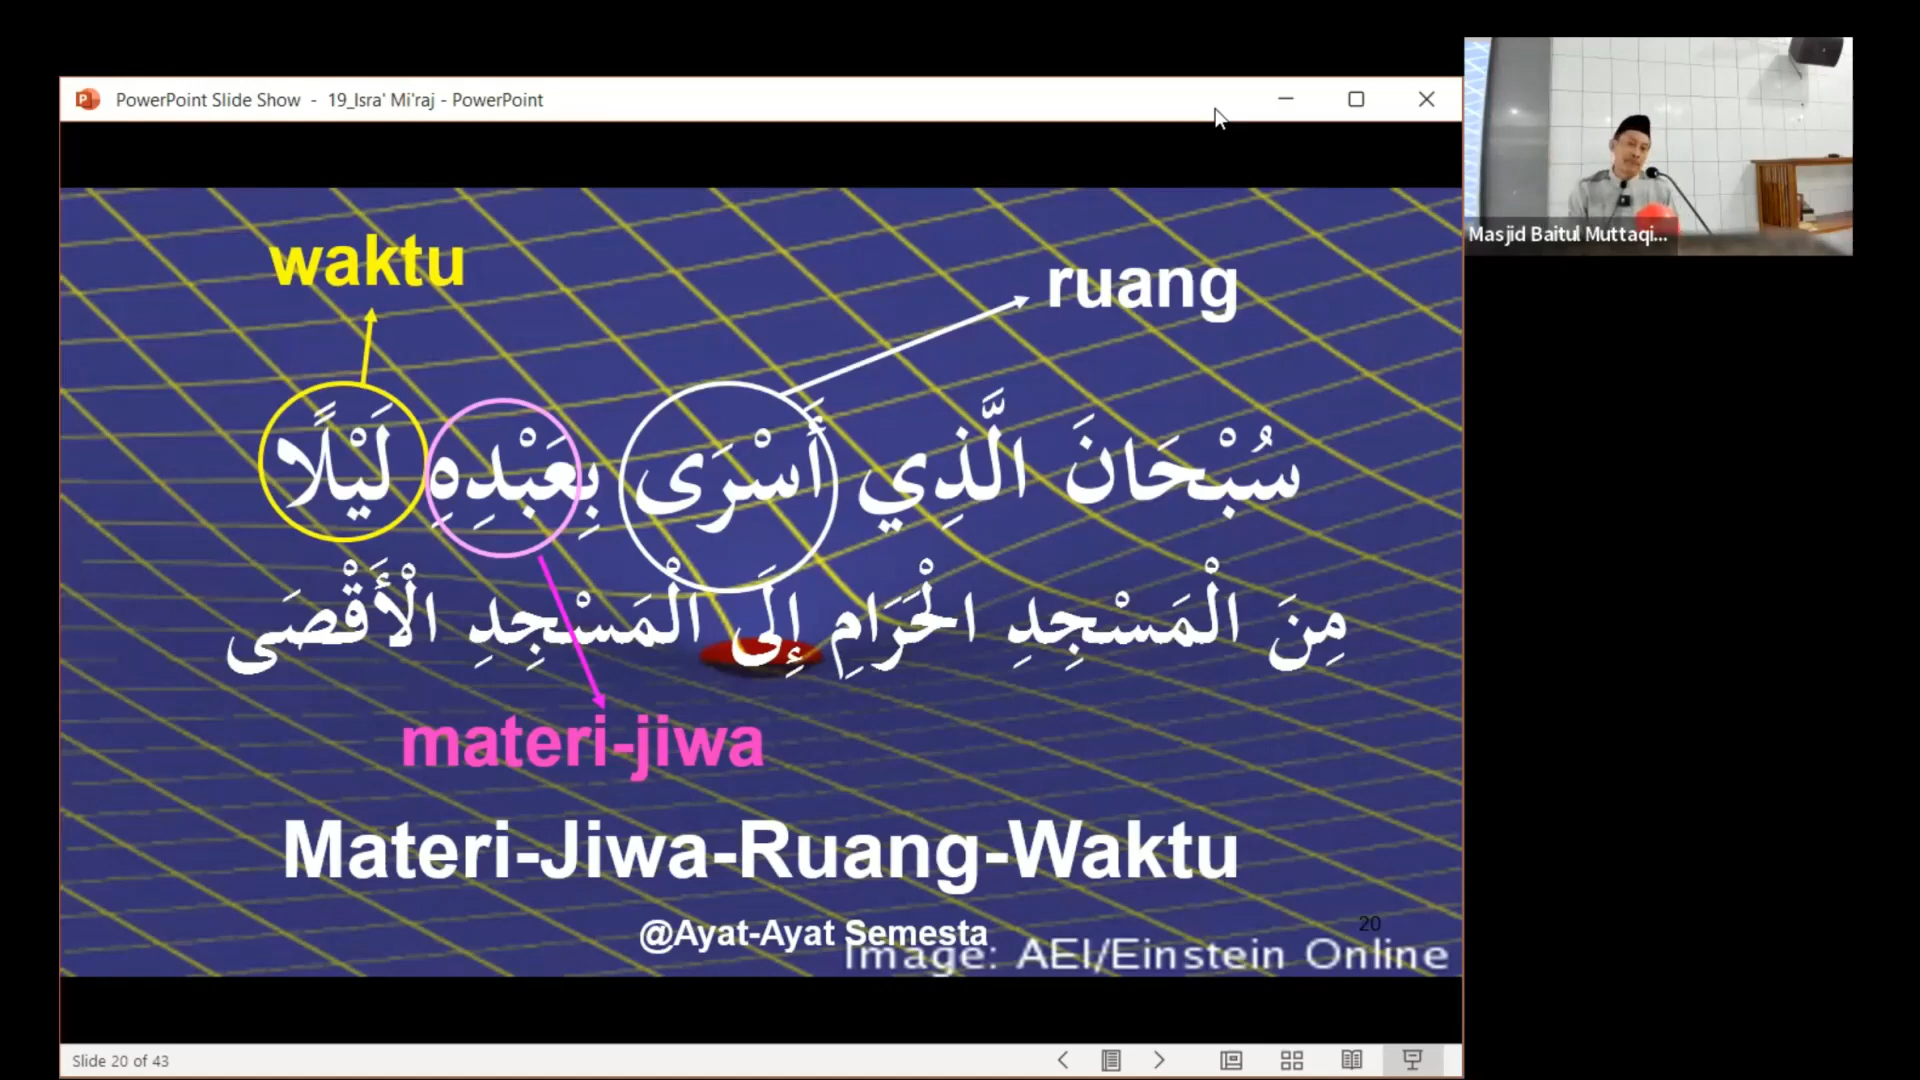 PowerPoint Slide Show - 19_Isra' Mi'raj - PowerPoint
Masjid Baitul Muttaqi...
waktu
ruang
سُبْحَانَ الَّذِي أَسْرَى بِعَبْدِهِ لَيْلًا
مِنَ الْمَسْجِدِ الْحَرَامِ إِلَى الْمَسْجِدِ الْأَقْصَى
materi-jiwa
Materi-Jiwa-Ruang-Waktu
@Ayat-Ayat Semesta
20
Image: AEI/Einstein Online
Slide 20 of 43